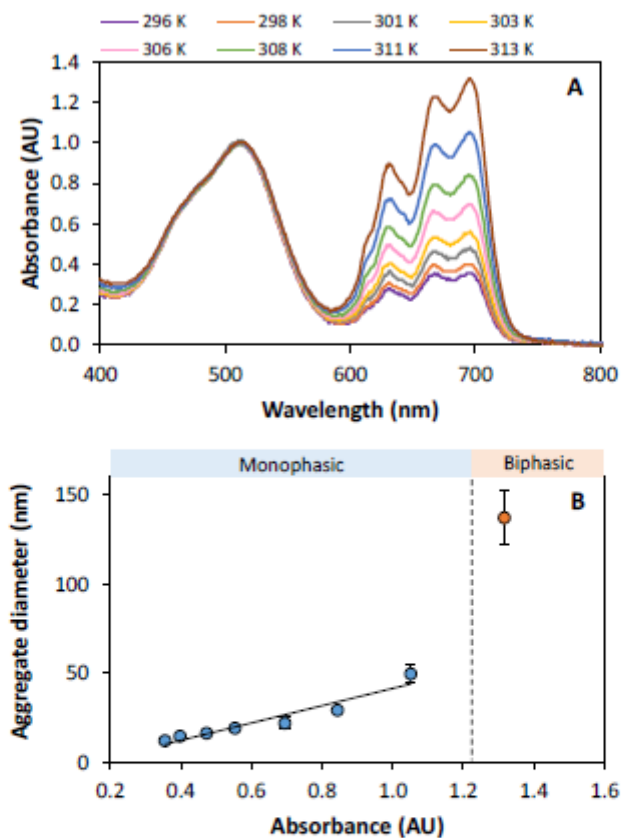 296 K 298 K 301 K 303 K
306 K 308 K 311 K 313 K
A
1.4
1.2
1.0
0.8
0.6
0.4
0.2
0.0
Absorbance (AU)
400 500 600 700 800
Wavelength (nm)
Monophasic Biphasic
B
150
100
50
0
Aggregate diameter (nm)
0.2 0.4 0.6 0.8 1.0 1.2 1.4 1.6
Absorbance (AU)